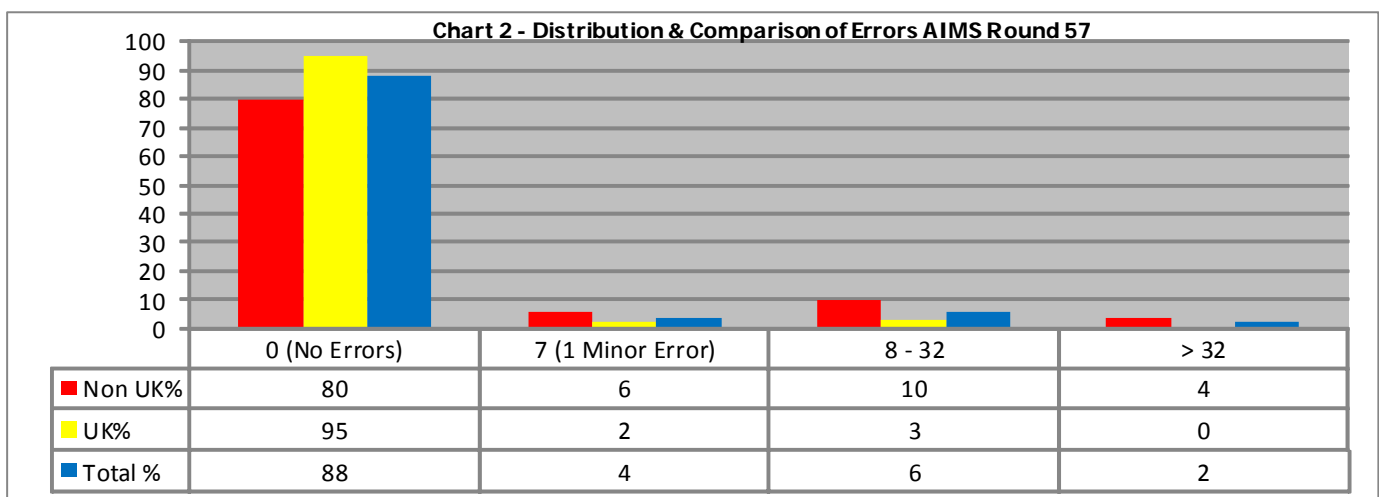 Chart 2 - Distribution & Comparison of Errors AIMS Round 57
100
90
80
70
60
50
40
30
20
10
0
0 (No Errors) 7 (1 Minor Error) 8 - 32 > 32
Non UK% 80 6 10 4
UK% 95 2 3 0
Total % 88 4 6 2